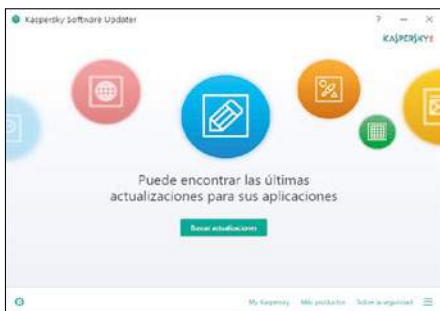 Kaspersky Software Updater
KASPERSKY
Puede encontrar las últimas
actualizaciones para sus aplicaciones
Buscar actualizaciones
My Kaspersky Más productos Sobre la seguridad